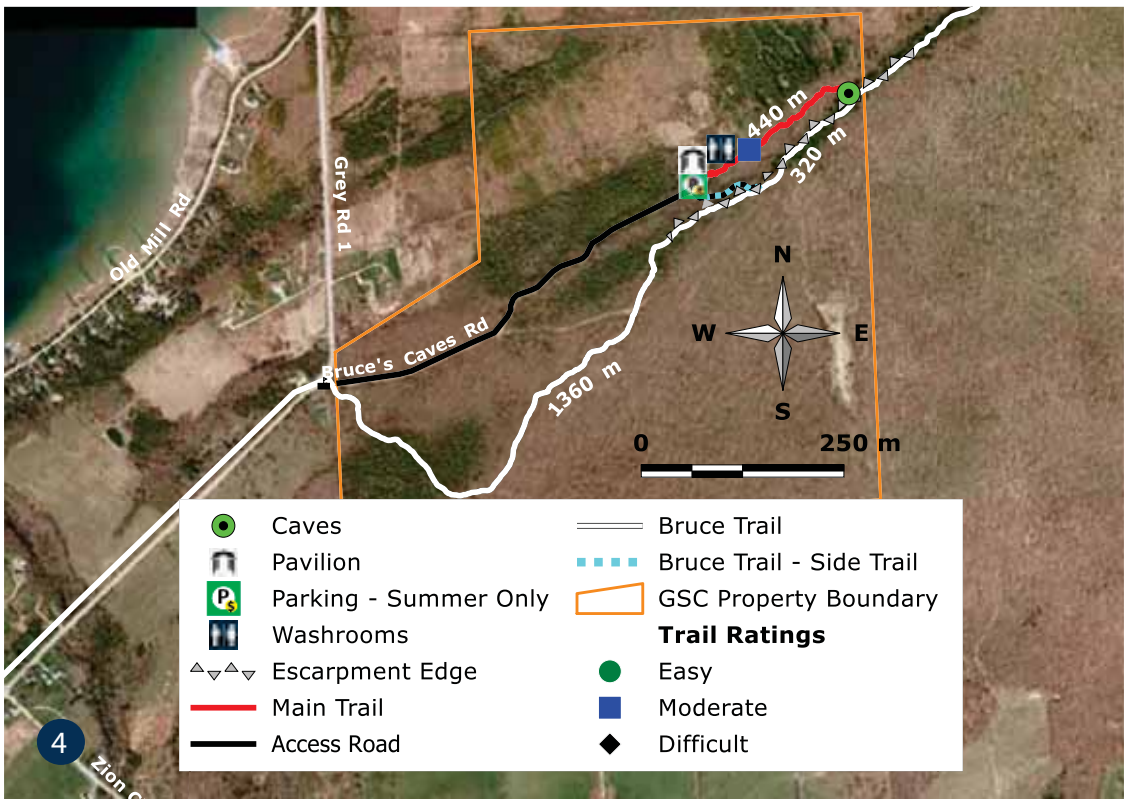 440 m
320 m
Grey Rd 1
Old Mill Rd
N
W
E
S
Bruce's Caves Rd
1360 m
0
250 m
Caves
Pavilion
P$
Parking - Summer Only
Washrooms
Escarpment Edge
Main Trail
Access Road
Bruce Trail
Bruce Trail - Side Trail
GSC Property Boundary
Trail Ratings
Easy
Moderate
Difficult
4
Zion